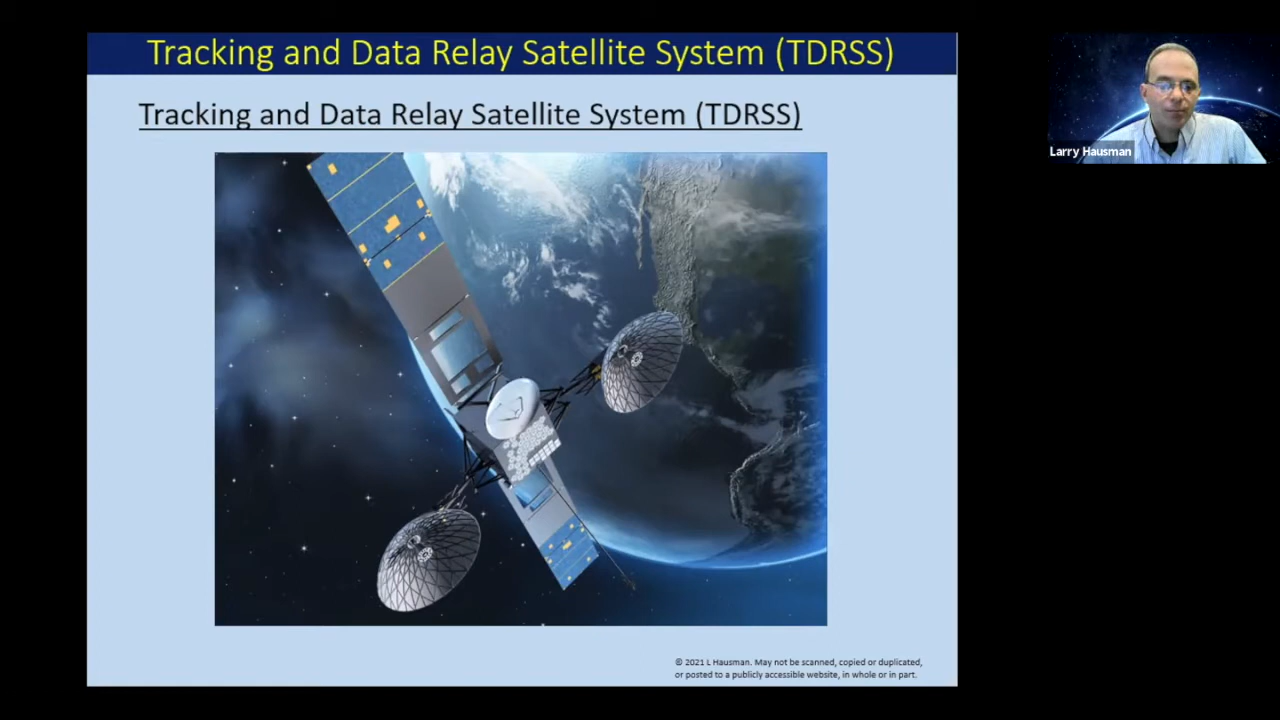 Tracking and Data Relay Satellite System (TDRSS)
Tracking and Data Relay Satellite System (TDRSS)
Larry Hausman
© 2021 L Hausman. May not be scanned, copied or duplicated,
or posted to a publicly accessible website, in whole or in part.